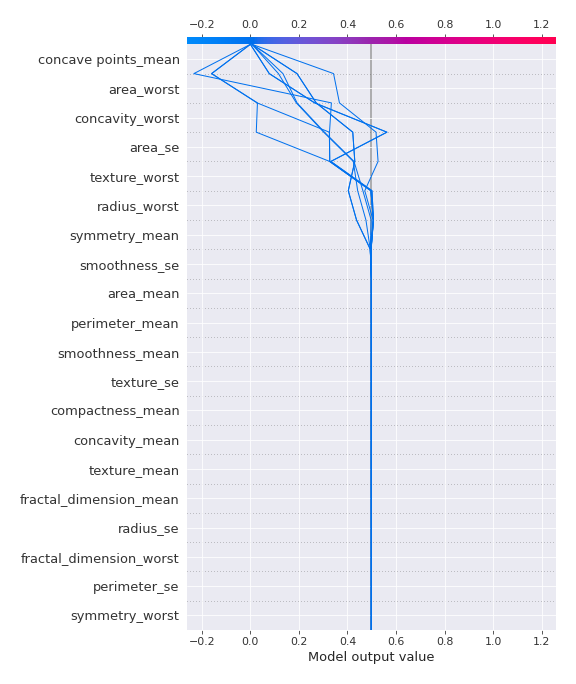 −0.2 0.0 0.2 0.4 0.6 0.8 1.0 1.2
concave points_mean
area_worst
concavity_worst
area_se
texture_worst
radius_worst
symmetry_mean
smoothness_se
area_mean
perimeter_mean
smoothness_mean
texture_se
compactness_mean
concavity_mean
texture_mean
fractal_dimension_mean
radius_se
fractal_dimension_worst
perimeter_se
symmetry_worst
−0.2 0.0 0.2 0.4 0.6 0.8 1.0 1.2
Model output value